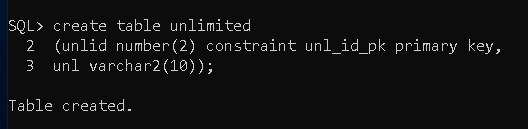 SQL> create table unlimited
  2  (unlid number(2) constraint unl_id_pk primary key,
  3  unl varchar2(10));
Table created.